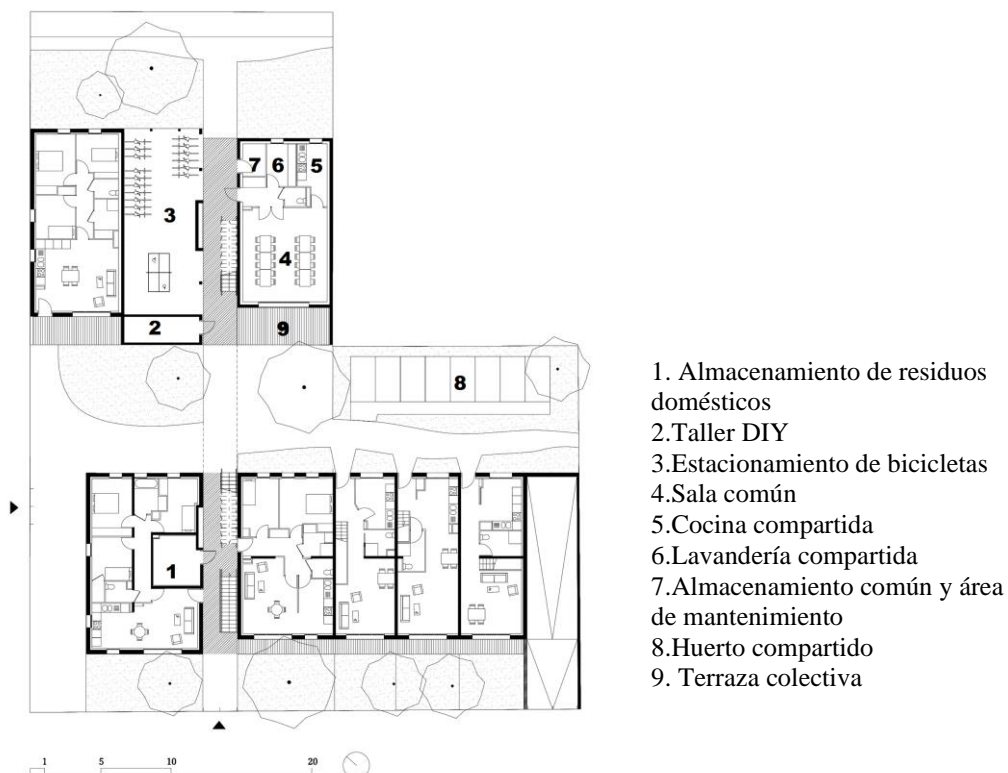 7
6
5
3
4
2
9
8
1
1 5 10 20
1. Almacenamiento de residuos
domésticos
2.Taller DIY
3.Estacionamiento de bicicletas
4.Sala común
5.Cocina compartida
6.Lavandería compartida
7.Almacenamiento común y área
de mantenimiento
8.Huerto compartido
9. Terraza colectiva